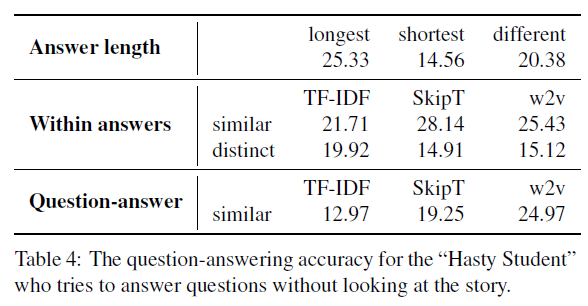 Answer length longest shortest different
25.33 14.56 20.38
TF-IDF SkipT w2v
Within answers similar 21.71 28.14 25.43
distinct 19.92 14.91 15.12
TF-IDF SkipT w2v
Question-answer similar 12.97 19.25 24.97
Table 4: The question-answering accuracy for the “Hasty Student”
who tries to answer questions without looking at the story.